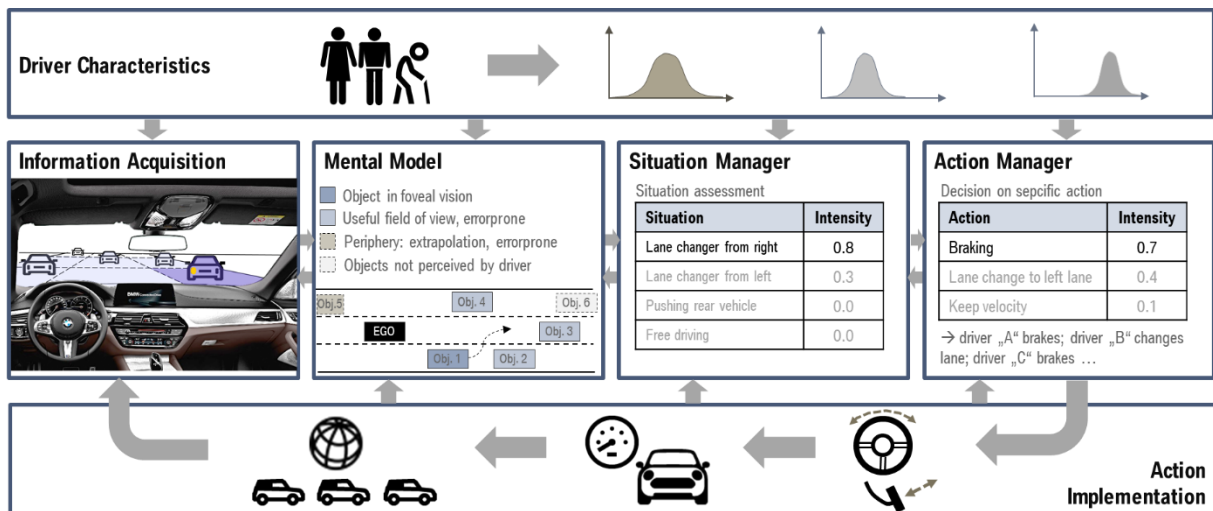 Driver Characteristics
Information Acquisition
Mental Model
Object in foveal vision
Useful field of view, errorprone
Periphery: extrapolation, errorprone
Objects not perceived by driver
Obj.5
Obj. 4
Obj. 6
EGO
Obj. 3
Obj. 1
Obj. 2
Situation Manager
Situation assessment
Situation Intensity
Lane changer from right 0.8
Lane changer from left 0.3
Pushing rear vehicle 0.0
Free driving 0.0
Action Manager
Decision on sepcific action
Action Intensity
Braking 0.7
Lane change to left lane 0.4
Keep velocity 0.1
→ driver „A“ brakes; driver „B“ changes
lane; driver „C“ brakes …
Action
Implementation